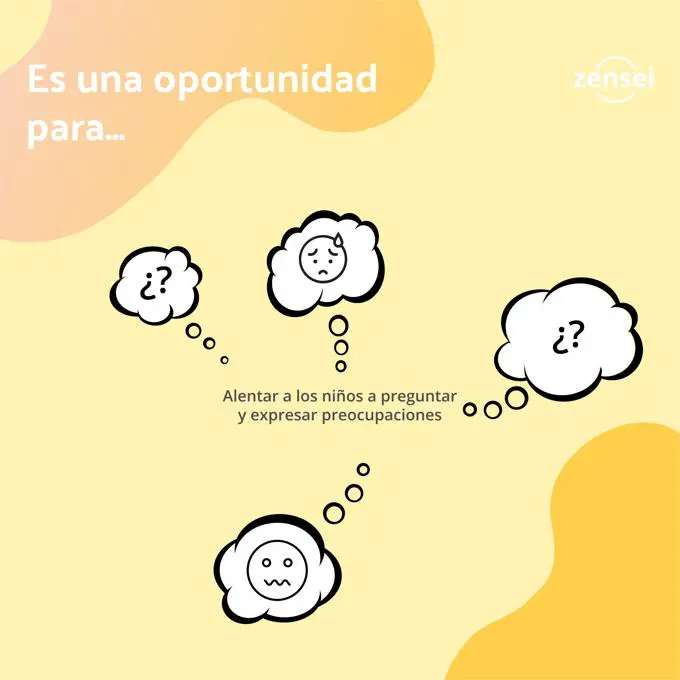 Es una oportunidad
para...
zensei
¿?
¿?
Alentar a los niños a preguntar
y expresar preocupaciones